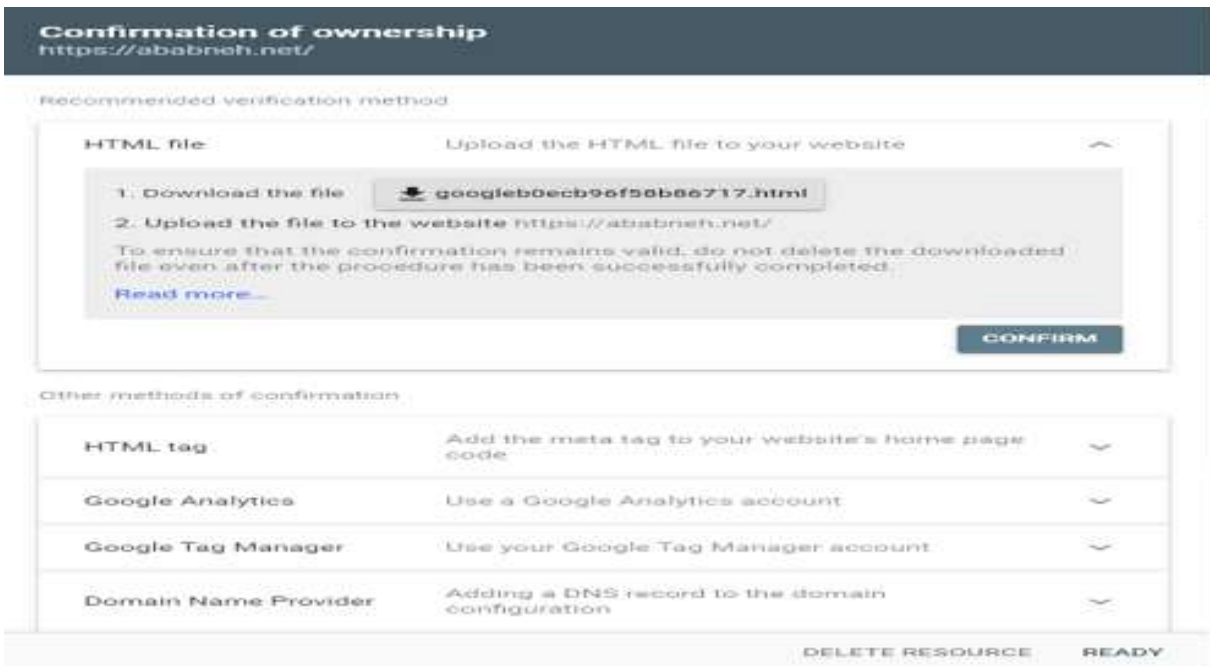 Confirmation of ownership
https://ababneh.net/
Recommended verification method
HTML file Upload the HTML file to your website
1. Download the file googleb0ecb96f58b86717.html
2. Upload the file to the website https://ababneh.net/
To ensure that the confirmation remains valid, do not delete the downloaded
file even after the procedure has been successfully completed.
Read more...
CONFIRM
Other methods of confirmation
HTML tag Add the meta tag to your website's home page
code
Google Analytics Use a Google Analytics account
Google Tag Manager Use your Google Tag Manager account
Domain Name Provider Adding a DNS record to the domain
configuration
DELETE RESOURCE READY